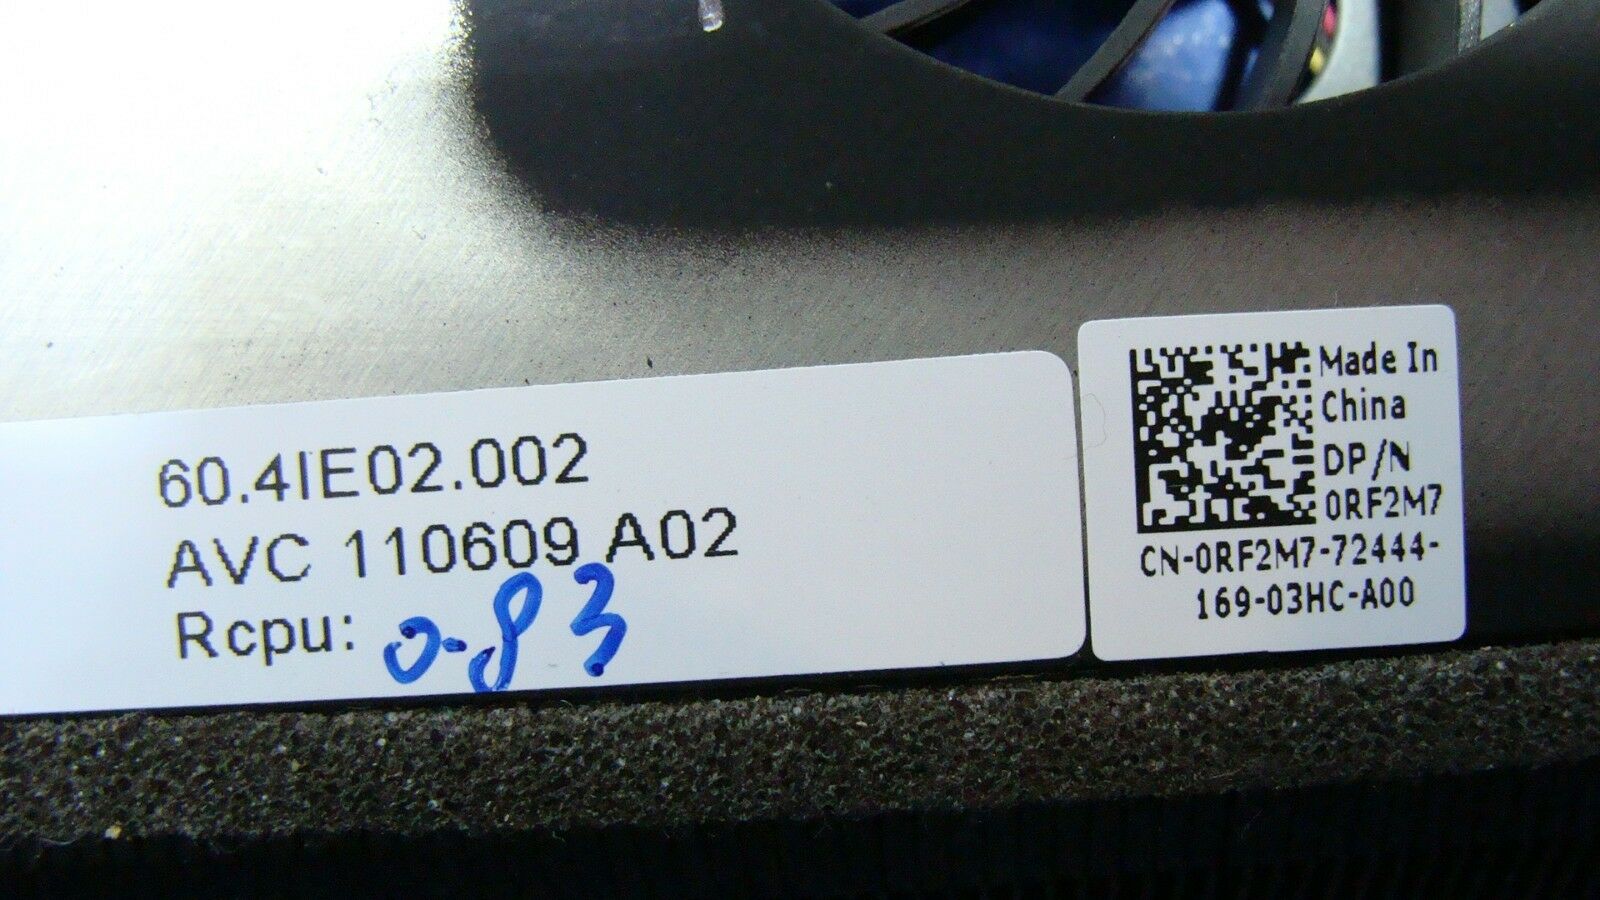 60.4IE02.002
AVC 110609 A02
Rcpu: 0.83
Made In
China
DP/N
0RF2M7
CN-0RF2M7-72444-
169-03HC-A00